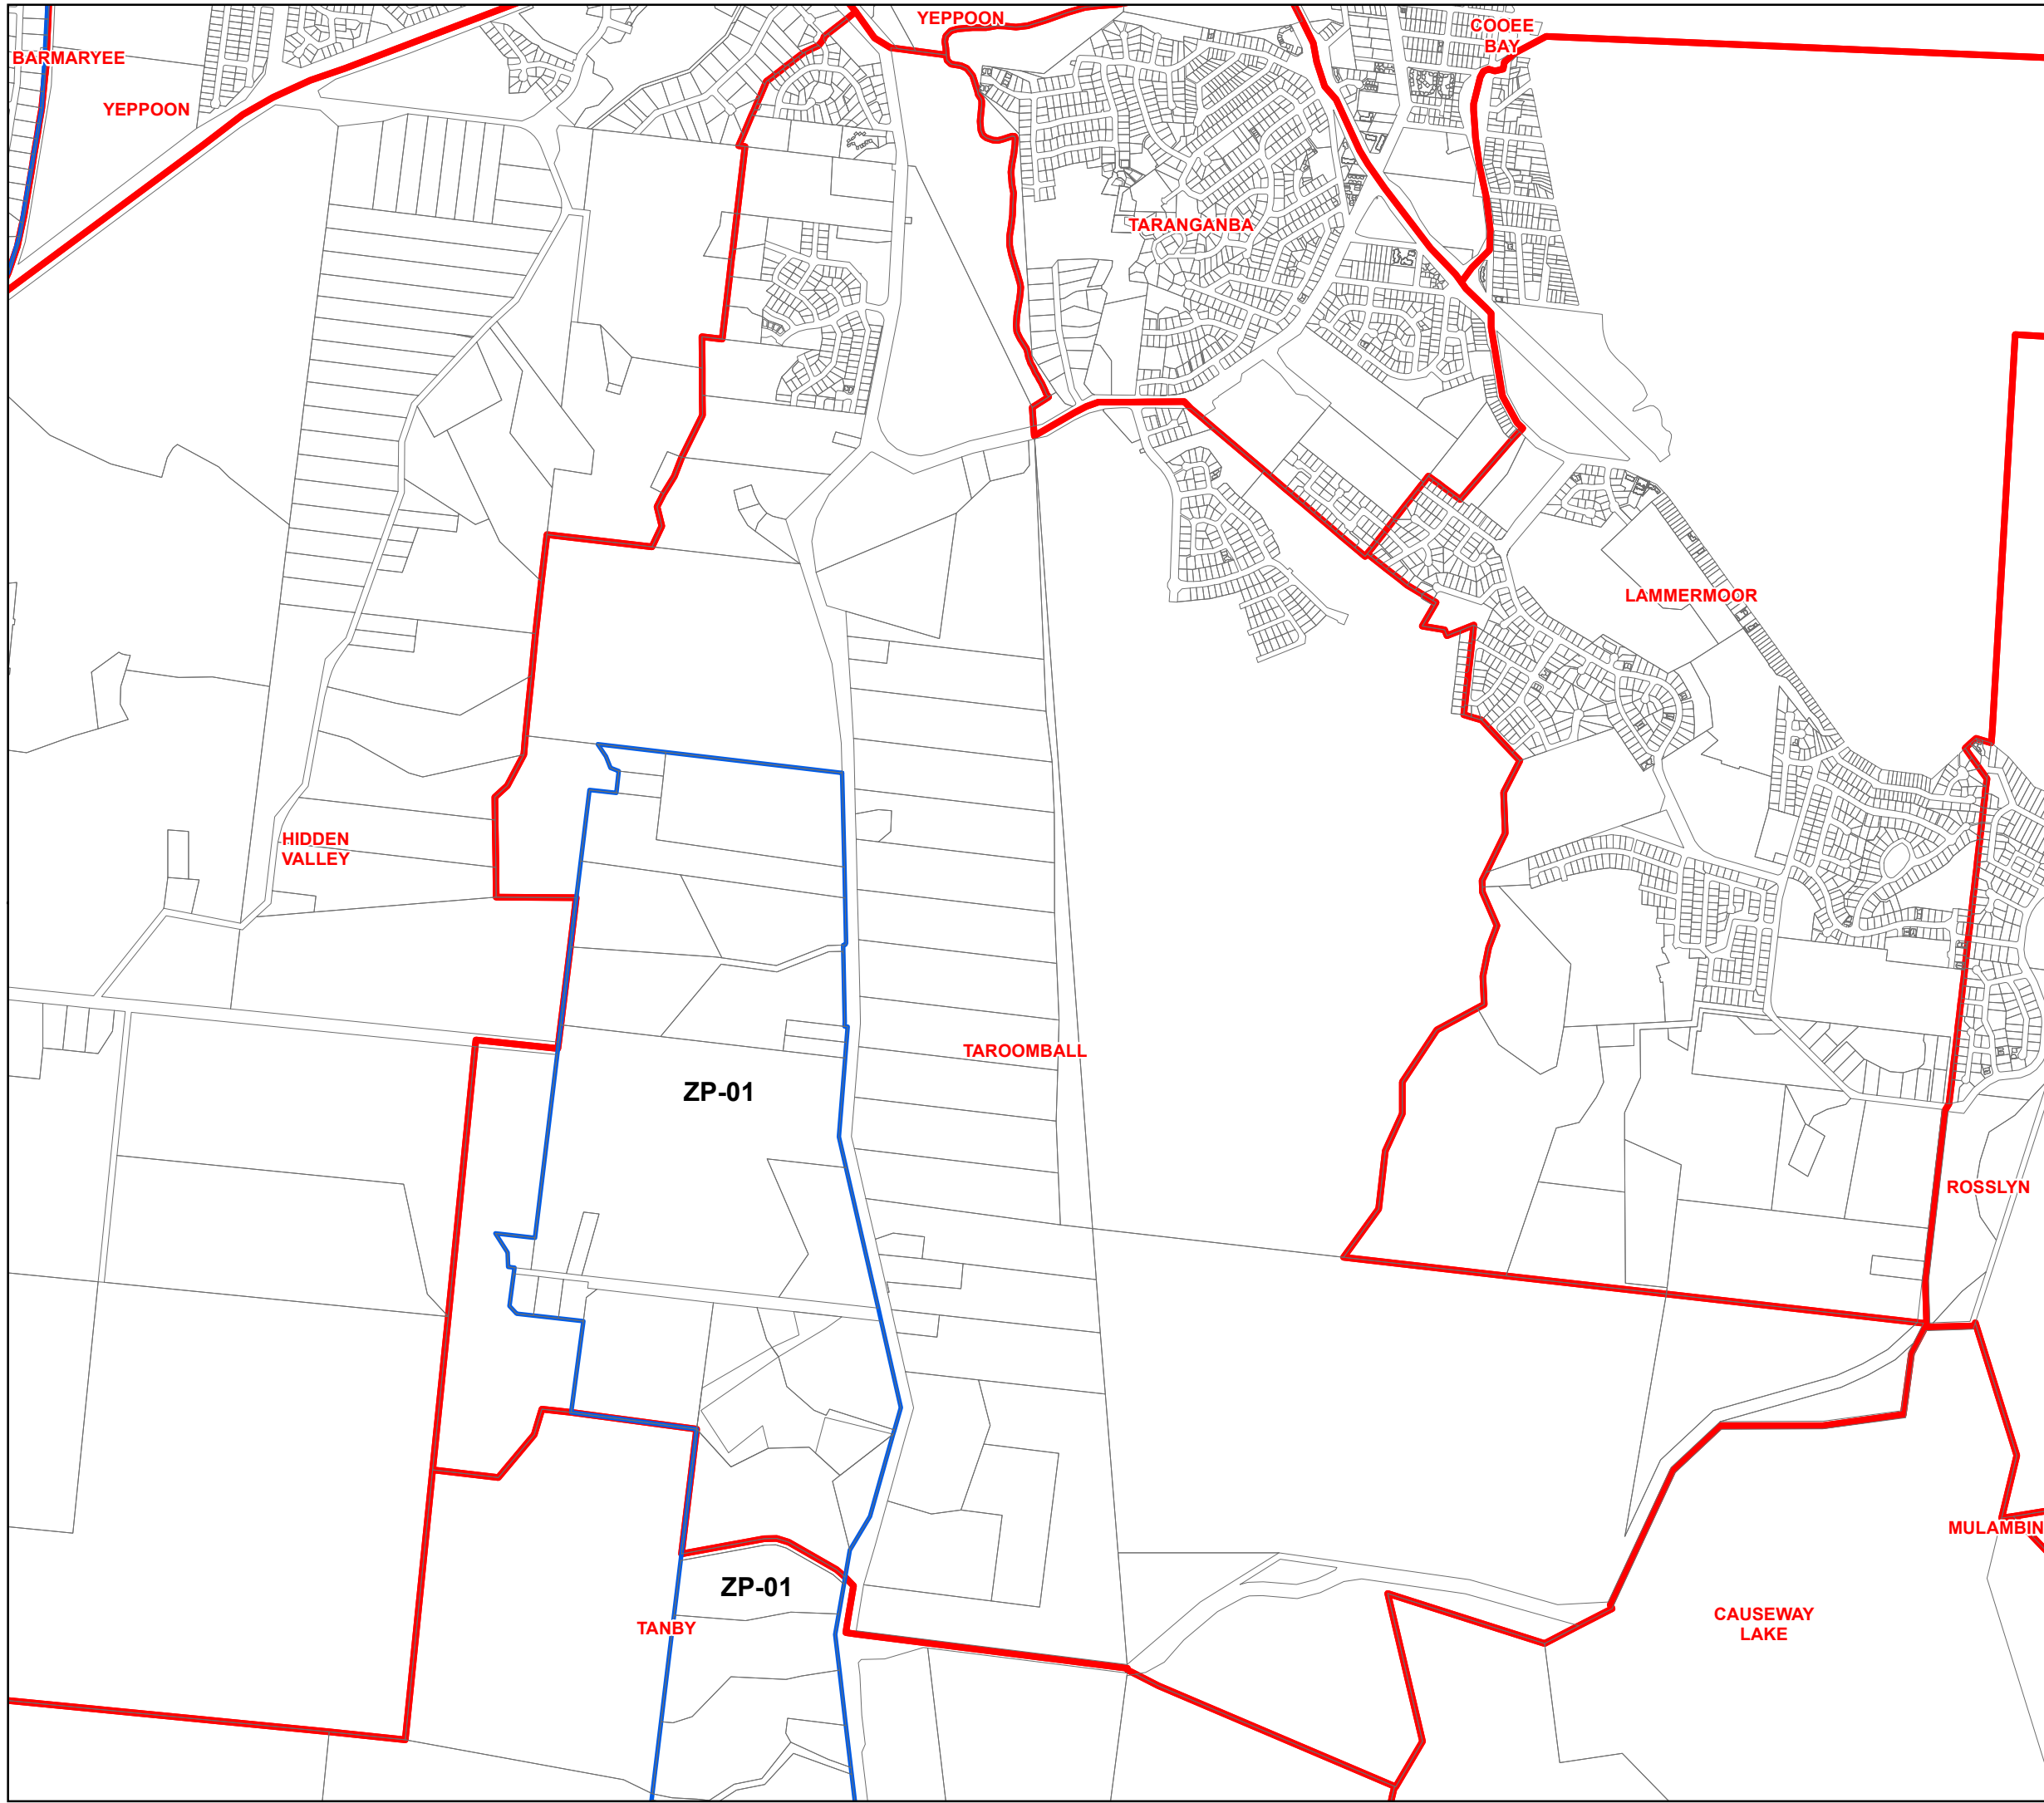 YEPPOON
COOEE
BAY
BARMARYEE
YEPPOON
TARANGANBA
LAMMERMOOR
HIDDEN
VALLEY
TAROOMBALL
ZP-01
ROSSLYN
MULAMBIN
ZP-01
TANBY
CAUSEWAY
LAKE